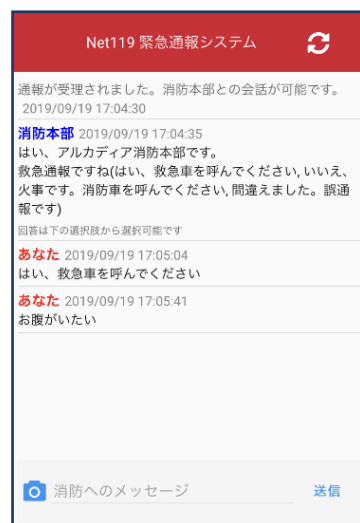 Net119 緊急通報システム
通報が受理されました。消防本部との会話が可能です。
2019/09/19 17:04:30
消防本部 2019/09/19 17:04:35
はい、アルカディア消防本部です。
救急通報ですね(はい、救急車を呼んでください, いいえ、
火事です。消防車を呼んでください, 間違えました。誤通
報です)
回答は下の選択肢から選択可能です
あなた 2019/09/19 17:05:04
はい、救急車を呼んでください
あなた 2019/09/19 17:05:41
お腹がいたい
消防へのメッセージ 送信